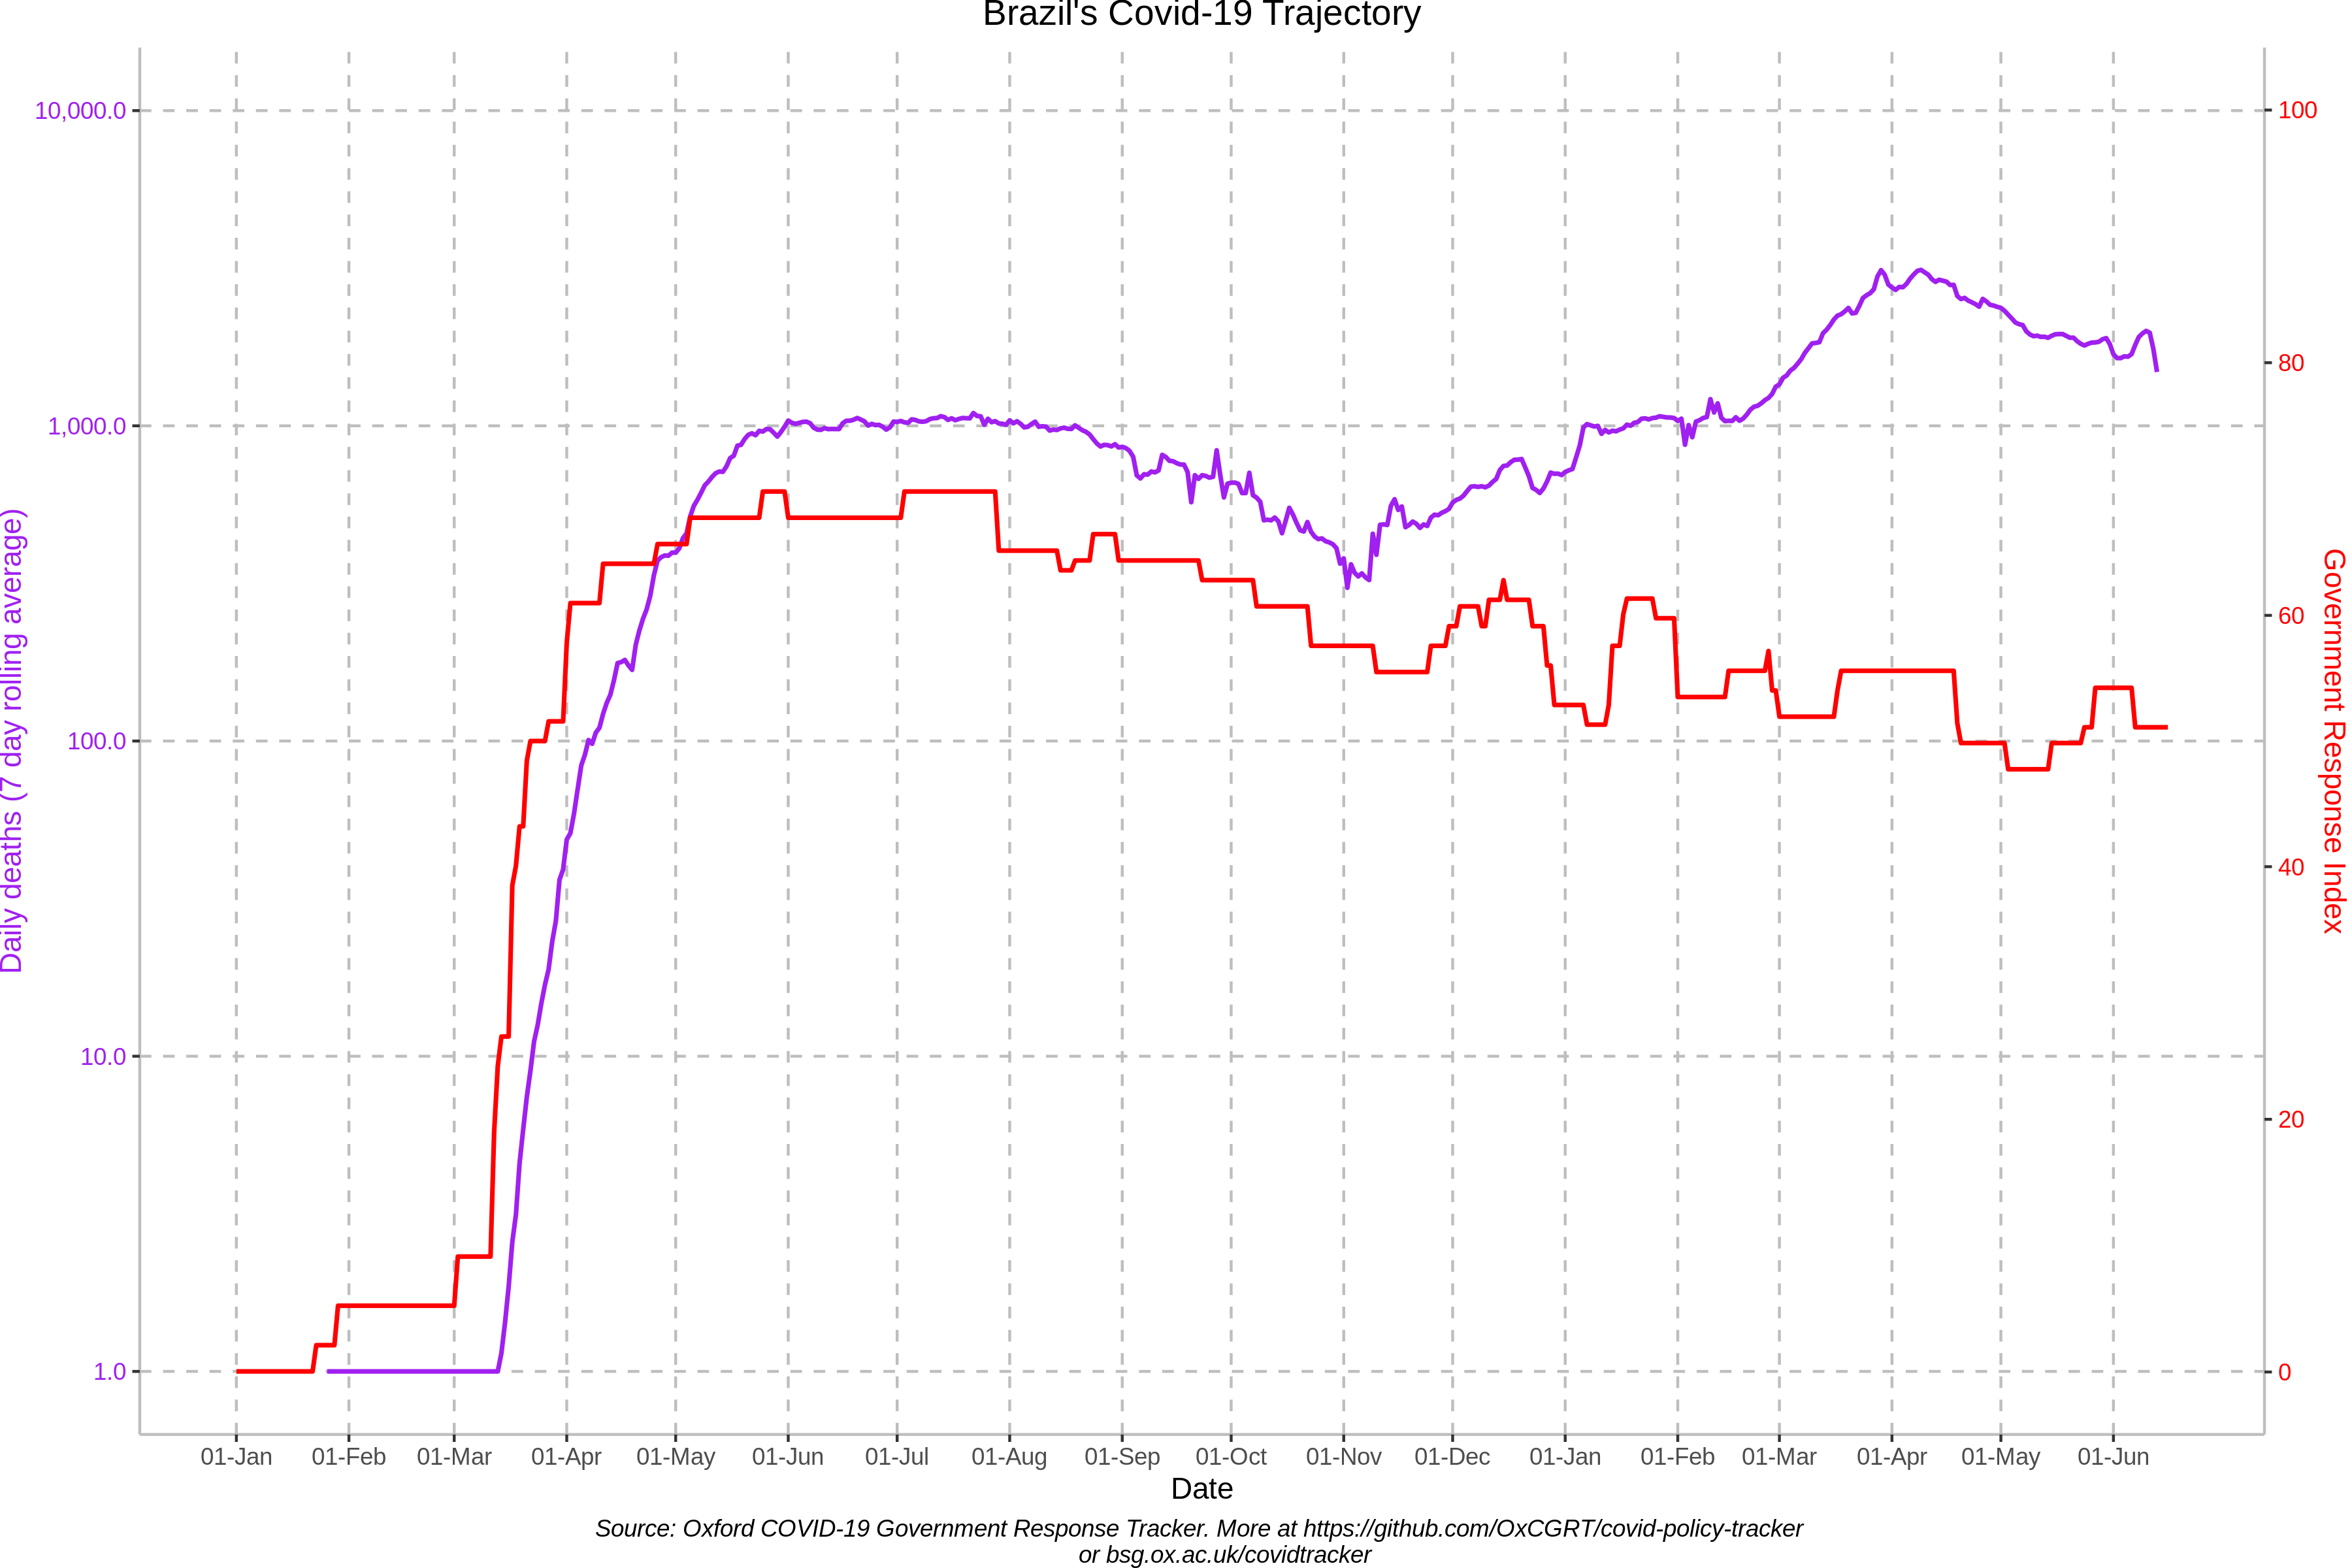 Brazil's Covid-19 Trajectory
10,000.0
1,000.0
100.0
10.0
1.0
Daily deaths (7 day rolling average)
100
80
60
40
20
0
Government Response Index
01-Jan 01-Feb 01-Mar 01-Apr 01-May 01-Jun 01-Jul 01-Aug 01-Sep 01-Oct 01-Nov 01-Dec 01-Jan 01-Feb 01-Mar 01-Apr 01-May 01-Jun
Date
Source: Oxford COVID-19 Government Response Tracker. More at https://github.com/OxCGRT/covid-policy-tracker
or bsg.ox.ac.uk/covidtracker